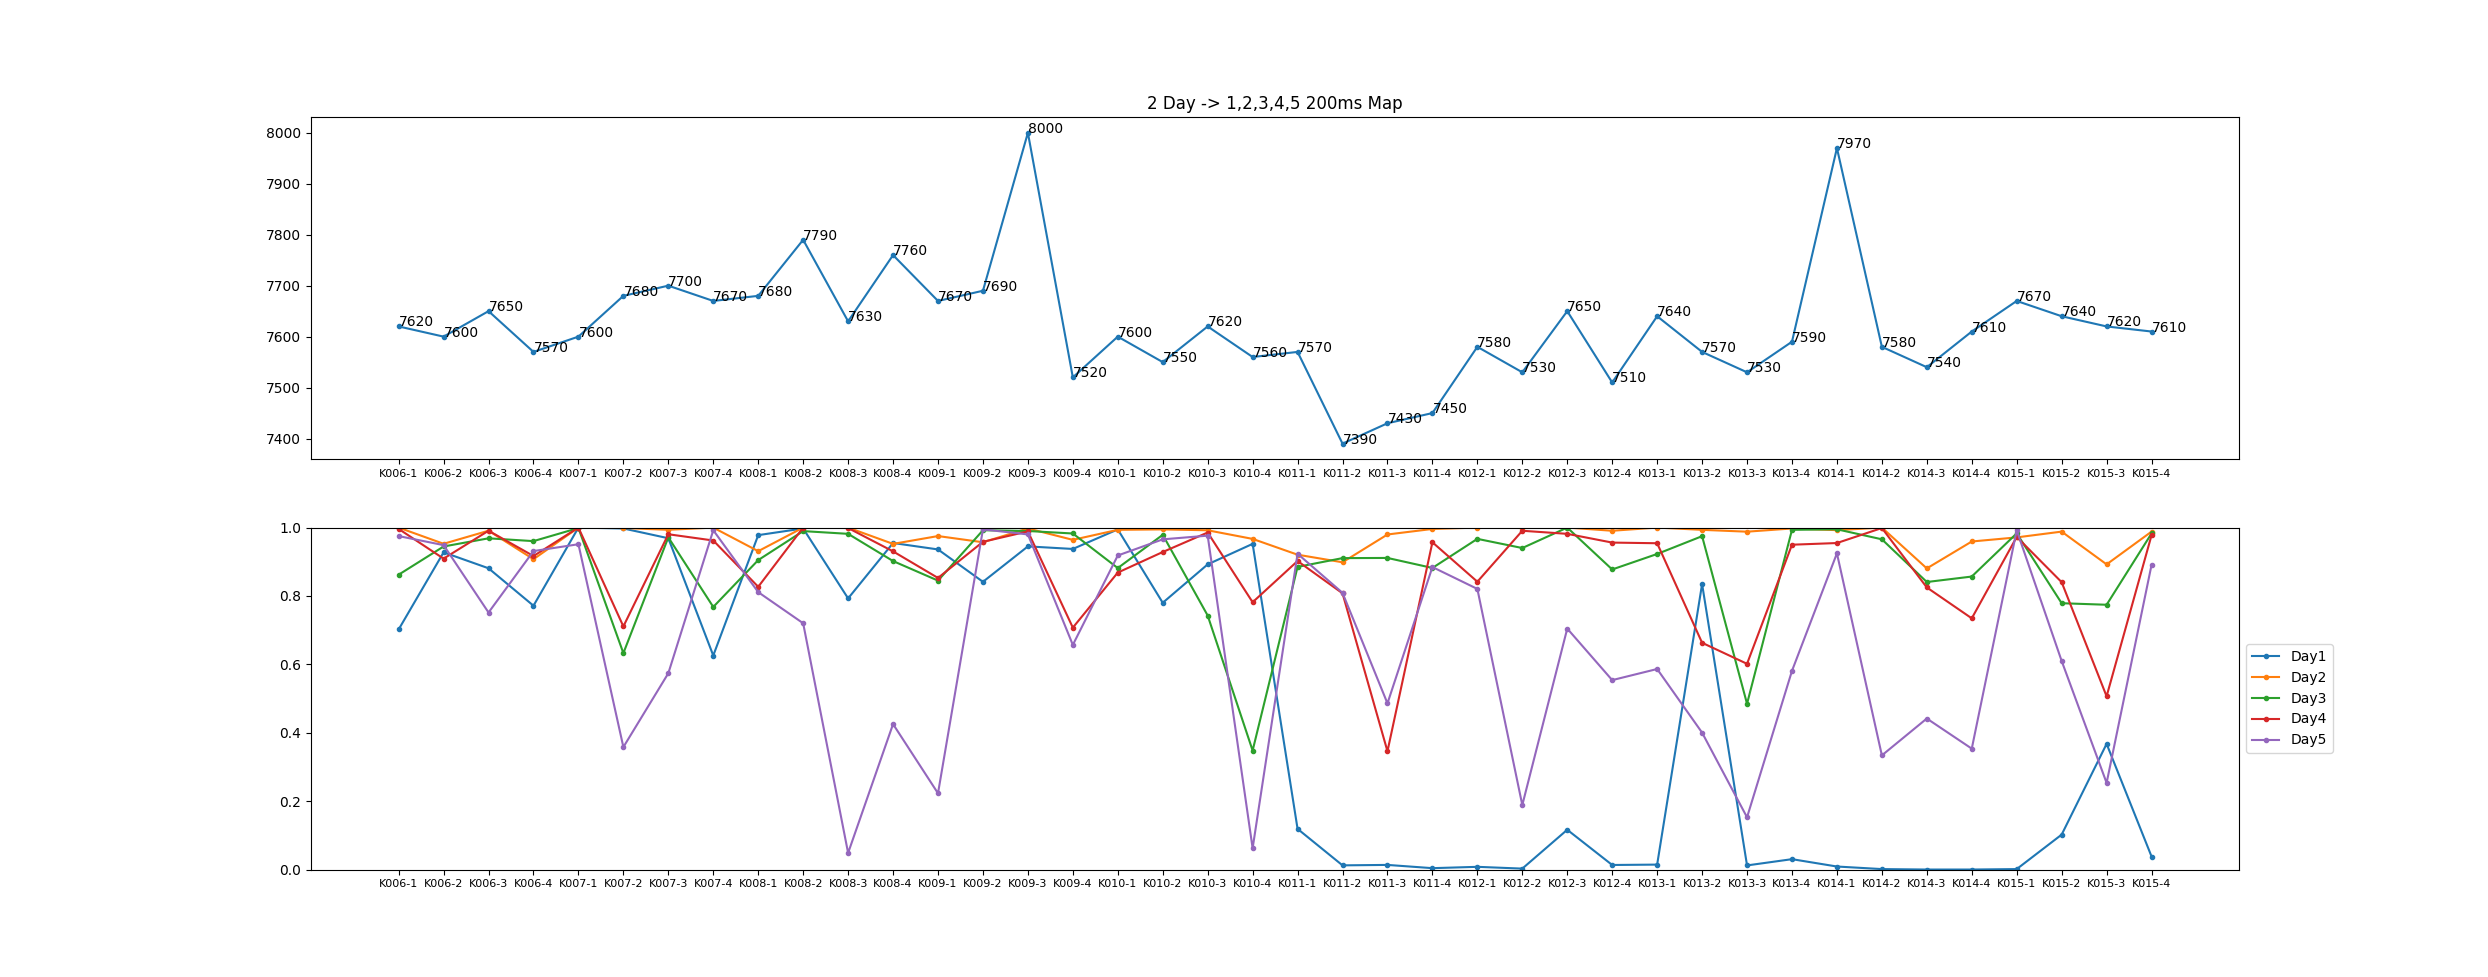 2 Day -> 1,2,3,4,5 200ms Map
8000
7900
7800
7700
7600
7500
7400
7620 7600 7650 7570 7600 7680 7700 7670 7680 7790 7630 7760 7670 7690 8000 7520 7600 7550 7620 7560 7570 7390 7430 7450 7580 7530 7650 7510 7640 7570 7530 7590 7970 7580 7540 7610 7670 7640 7620 7610
K006-1 K006-2 K006-3 K006-4 K007-1 K007-2 K007-3 K007-4 K008-1 K008-2 K008-3 K008-4 K009-1 K009-2 K009-3 K009-4 K010-1 K010-2 K010-3 K010-4 K011-1 K011-2 K011-3 K011-4 K012-1 K012-2 K012-3 K012-4 K013-1 K013-2 K013-3 K013-4 K014-1 K014-2 K014-3 K014-4 K015-1 K015-2 K015-3 K015-4
1.0
0.8
0.6
0.4
0.2
0.0
K006-1 K006-2 K006-3 K006-4 K007-1 K007-2 K007-3 K007-4 K008-1 K008-2 K008-3 K008-4 K009-1 K009-2 K009-3 K009-4 K010-1 K010-2 K010-3 K010-4 K011-1 K011-2 K011-3 K011-4 K012-1 K012-2 K012-3 K012-4 K013-1 K013-2 K013-3 K013-4 K014-1 K014-2 K014-3 K014-4 K015-1 K015-2 K015-3 K015-4
Day1
Day2
Day3
Day4
Day5